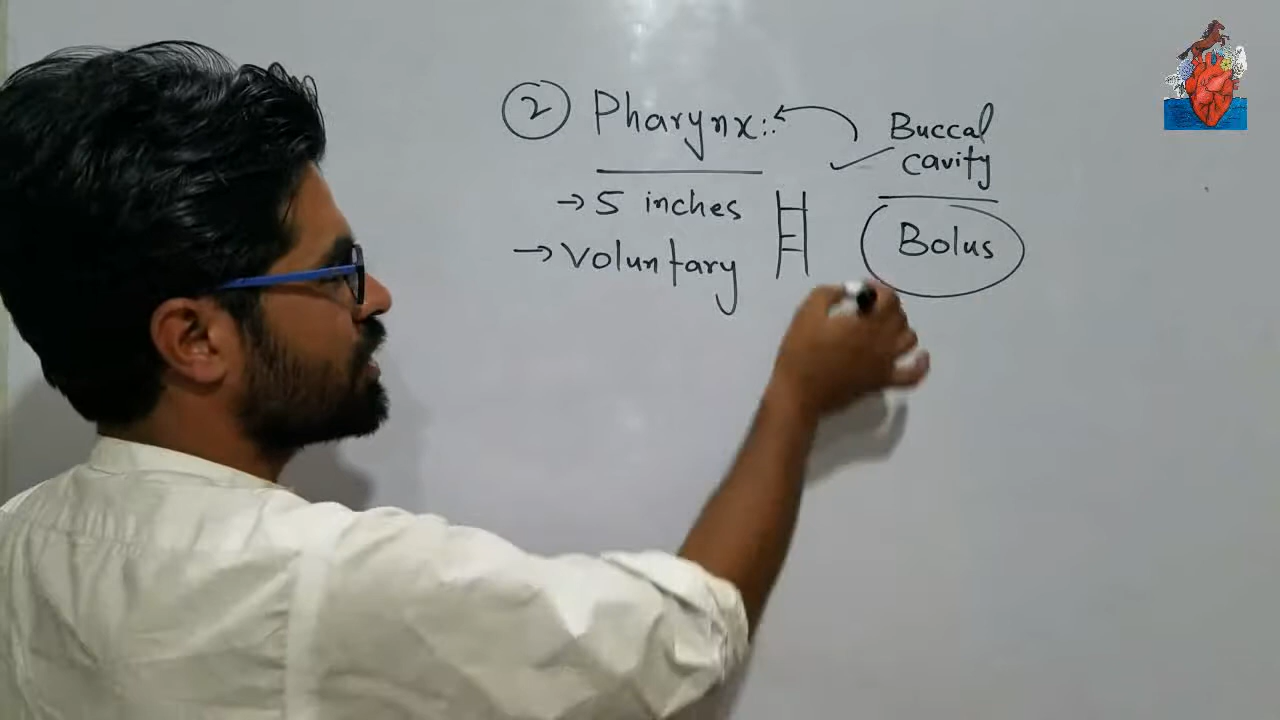 ② Pharynx::
→ 5 inches
→ Voluntary
Buccal
cavity
Bolus